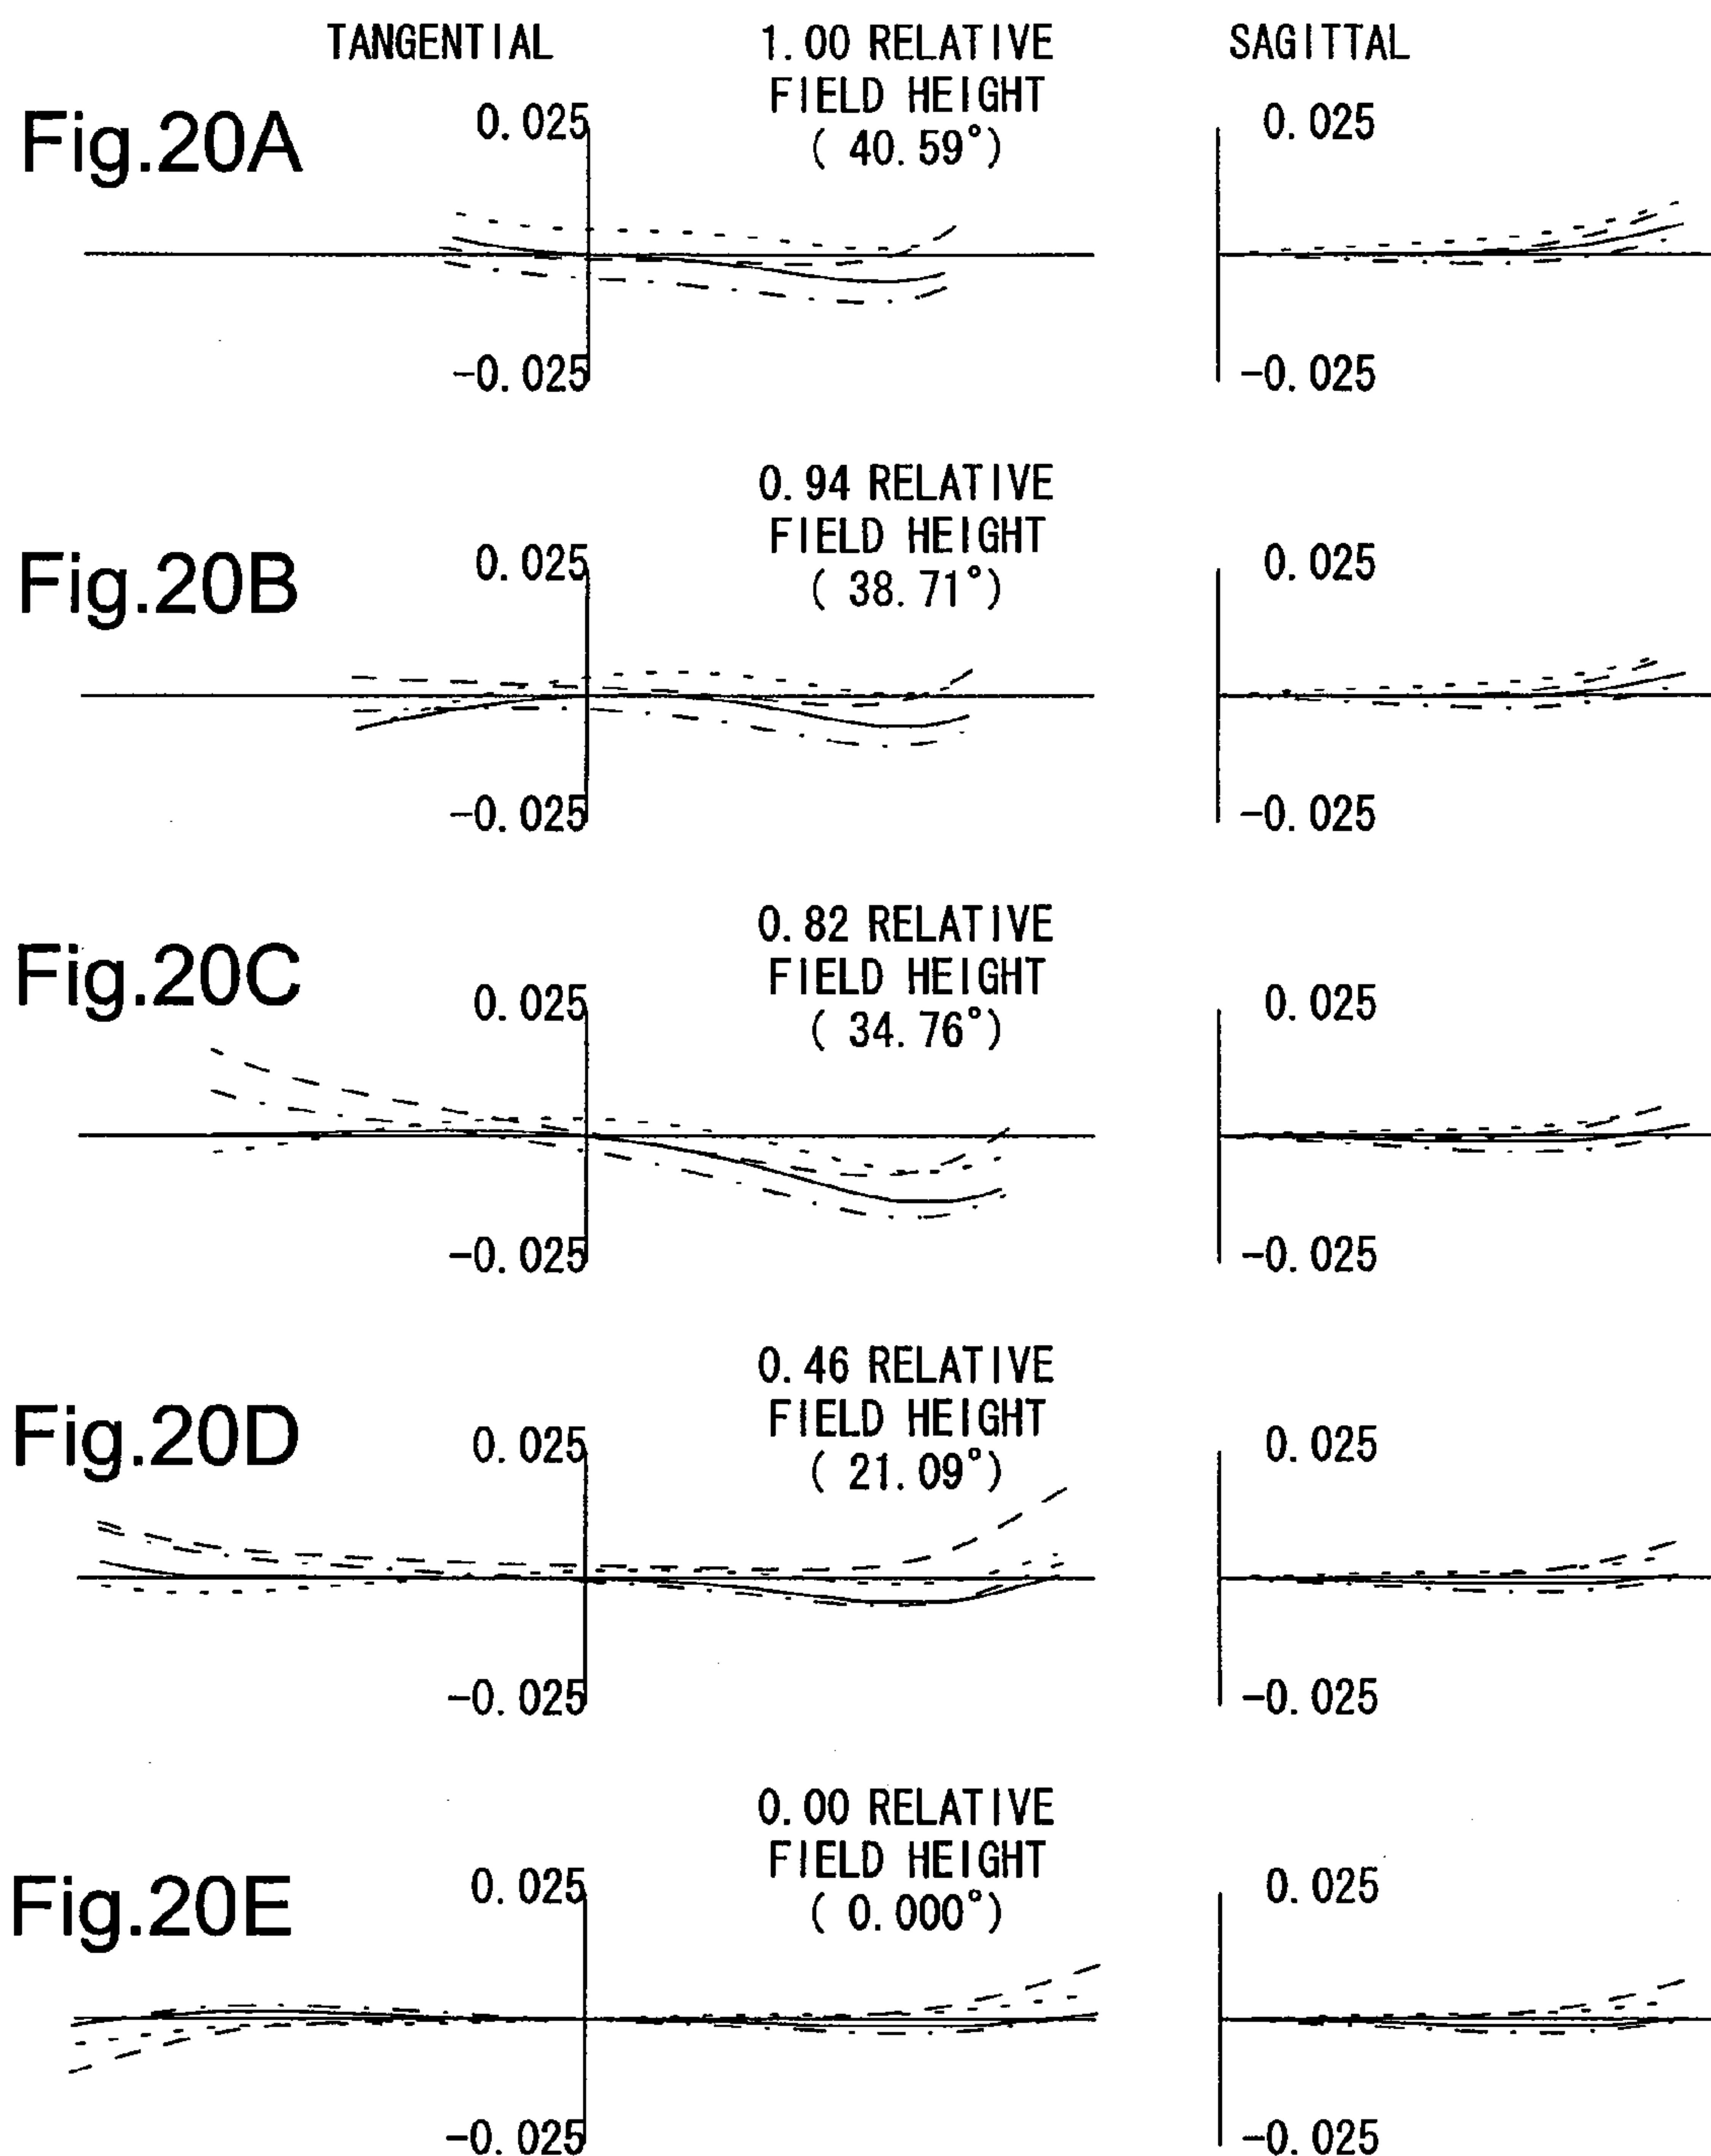 TANGENTIAL
1.00 RELATIVE
FIELD HEIGHT
( 40.59°)
SAGITTAL
Fig.20A
0.025
0.025
-0.025
-0.025
0.94 RELATIVE
FIELD HEIGHT
( 38.71°)
Fig.20B
0.025
0.025
-0.025
-0.025
0.82 RELATIVE
FIELD HEIGHT
( 34.76°)
Fig.20C
0.025
0.025
-0.025
-0.025
0.46 RELATIVE
FIELD HEIGHT
( 21.09°)
Fig.20D
0.025
0.025
-0.025
-0.025
0.00 RELATIVE
FIELD HEIGHT
( 0.000°)
Fig.20E
0.025
0.025
-0.025
-0.025